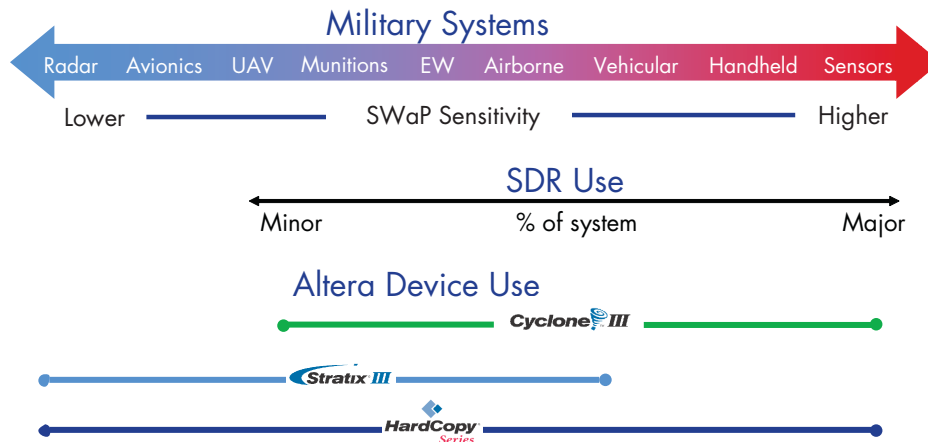 Military Systems
Radar Avionics UAV Munitions EW Airborne Vehicular Handheld Sensors
Lower SWaP Sensitivity Higher
SDR Use
Minor % of system Major
Altera Device Use
Cyclone III
Stratix III
HardCopy
Series